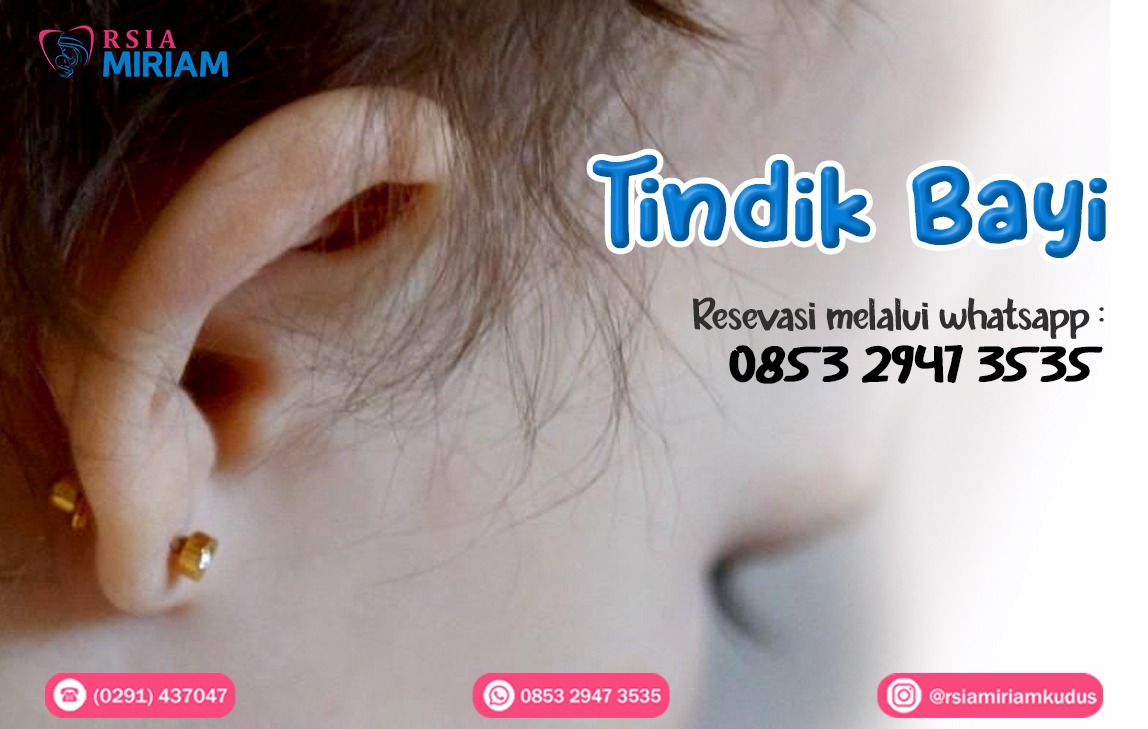 RSIA
MIRIAM
Tindik Bayi
Resevasi melalui whatsapp :
0853 2947 3535
(0291) 437047
0853 2947 3535
@rsiamiriamkudus